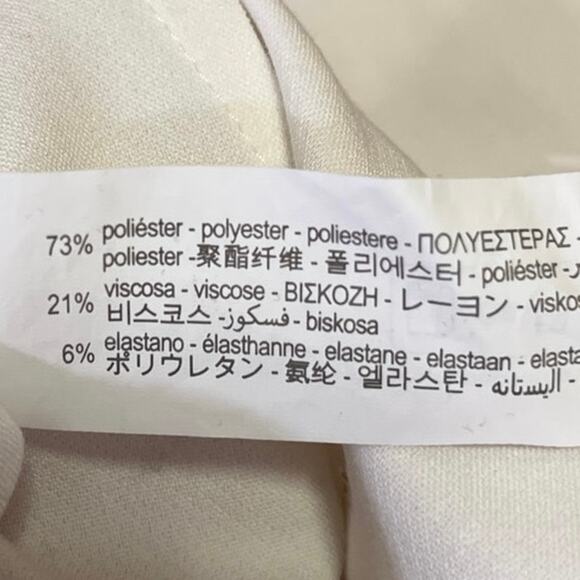 73% poliéster - polyester - poliestere - ΠΟΛΥΕΣΤΕΡΑΣ -
poliester -聚酯纤维 - 폴리에스터 - poliéster -
21% viscosa - viscose - ΒΙΣΚΟΖΗ - レーヨン -
비스코스 -فسكوز - biskosa
6% elastano - élasthanne - elastane - elastaan -
ポリウレタン - 氨纶 - 엘라스탄 - اليستانه -